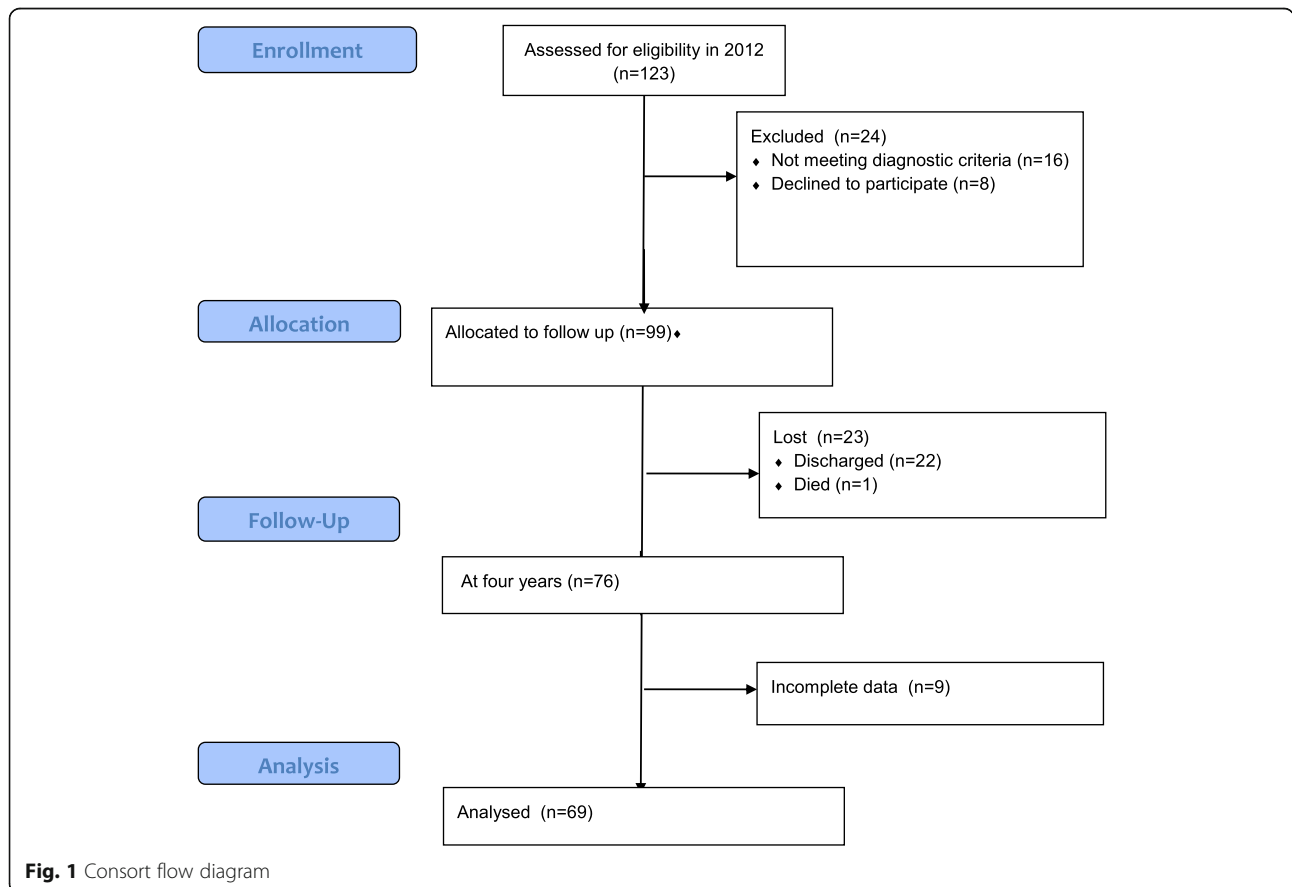 Enrollment
Assessed for eligibility in 2012
(n=123)
Excluded (n=24)
♦ Not meeting diagnostic criteria (n=16)
♦ Declined to participate (n=8)
Allocation
Allocated to follow up (n=99)♦
Lost (n=23)
♦ Discharged (n=22)
♦ Died (n=1)
Follow-Up
At four years (n=76)
Incomplete data (n=9)
Analysis
Analysed (n=69)
Fig. 1 Consort flow diagram